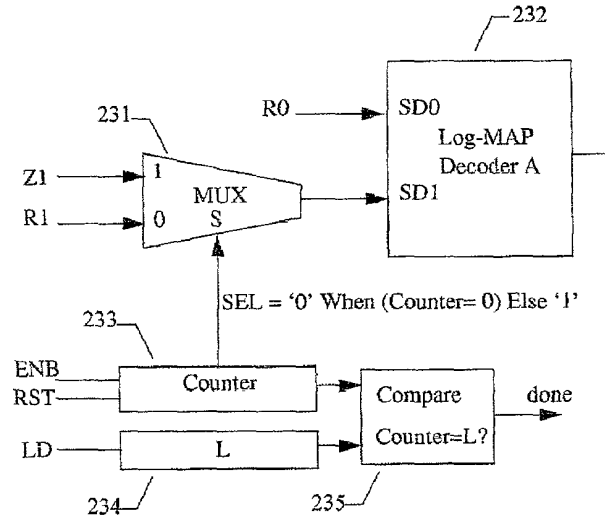 232
231
R0
SD0
Log-MAP
Decoder A
Z1
1
MUX
SD1
R1
0
S
SEL = '0' When (Counter= 0) Else '1'
233
ENB
Counter
RST
Compare
done
LD
L
Counter=L?
234
235